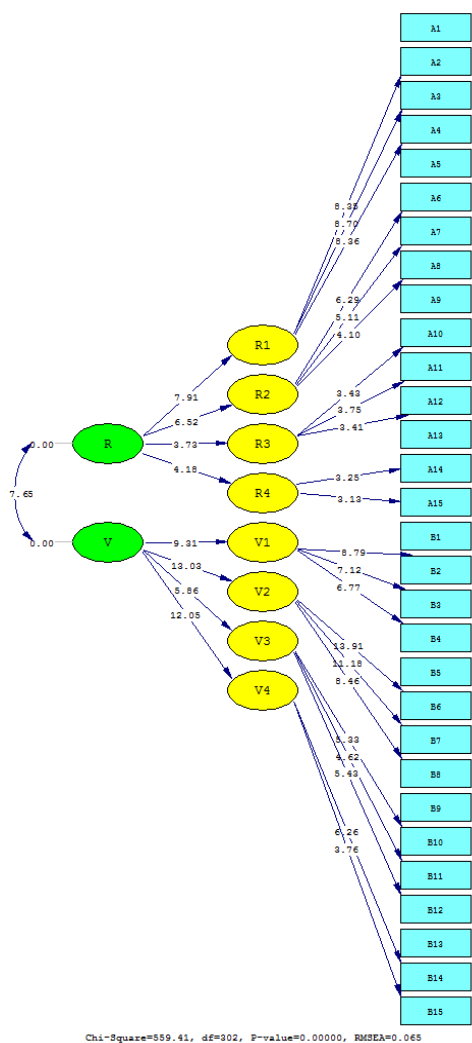 A1
A2
A3
A4
A5
A6
A7
A8
A9
A10
A11
A12
A13
A14
A15
B1
B2
B3
B4
B5
B6
B7
B8
B9
B10
B11
B12
B13
B14
B15
R1
R2
R3
R4
V1
V2
V3
V4
R
V
0.00
0.00
7.65
7.91
6.52
3.73
4.18
9.31
13.03
5.86
12.05
8.35
8.70
8.36
6.29
5.11
4.10
3.43
3.75
3.41
3.25
3.13
8.79
7.12
6.77
13.91
11.18
8.46
4.62
5.43
6.26
3.76
Chi-Square=559.41, df=302, P-value=0.00000, RMSEA=0.065